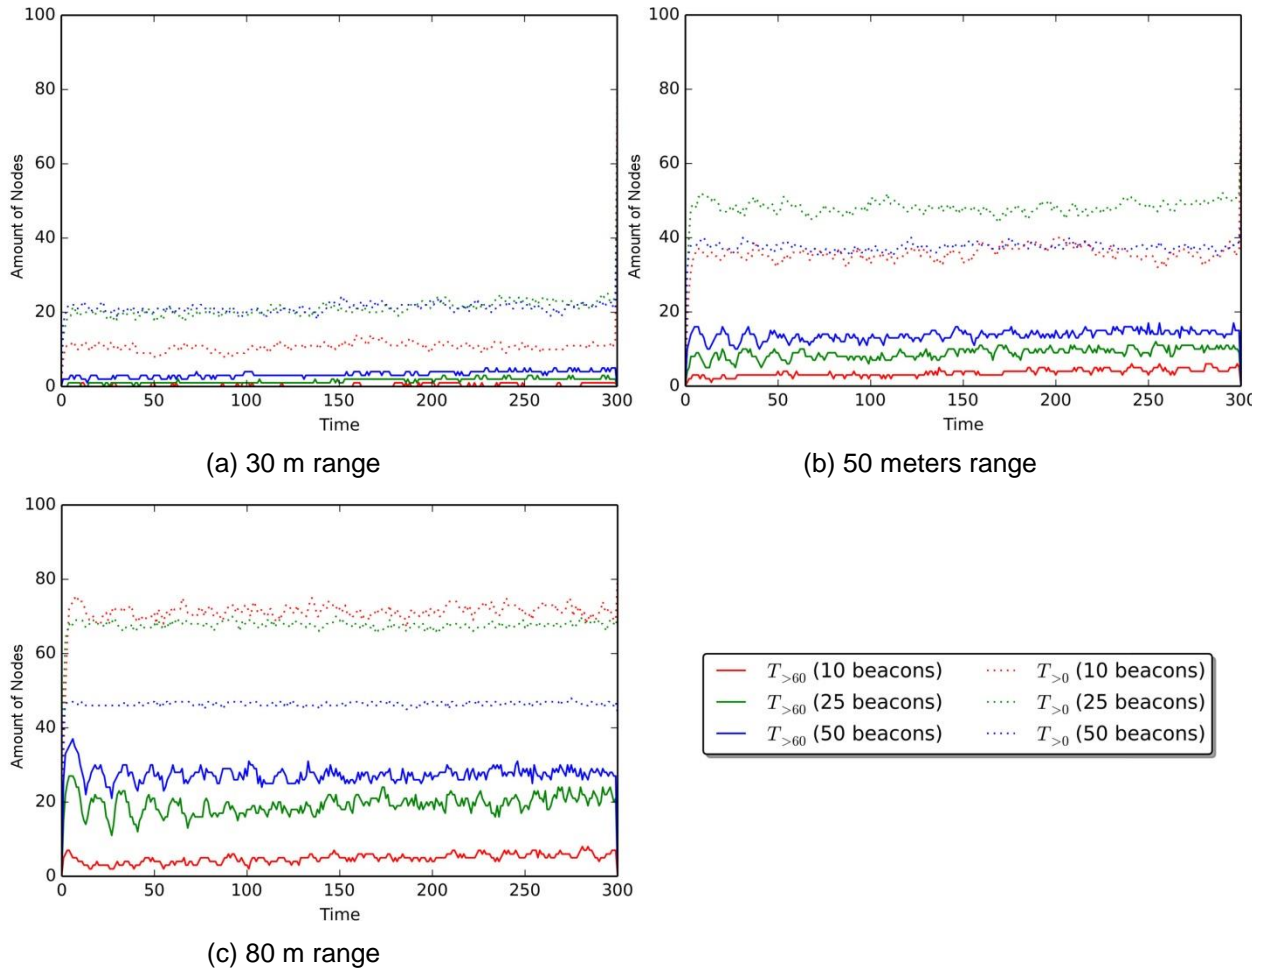 100
80
60
40
20
0
Amount of Nodes
0 50 100 150 200 250 300
Time
(a) 30 m range
100
80
60
40
20
0
Amount of Nodes
0 50 100 150 200 250 300
Time
(b) 50 meters range
100
80
60
40
20
0
Amount of Nodes
0 50 100 150 200 250 300
Time
(c) 80 m range
T>60 (10 beacons) T>0 (10 beacons)
T>60 (25 beacons) T>0 (25 beacons)
T>60 (50 beacons) T>0 (50 beacons)